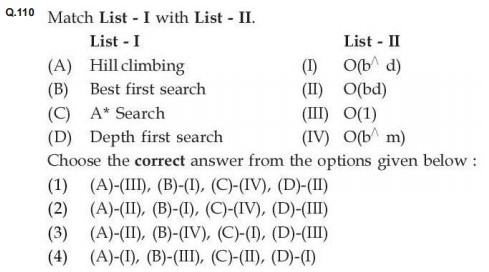 Q.110 Match List - I with List - II.
List - I List - II
(A) Hill climbing (I) O(b^ d)
(B) Best first search (II) O(bd)
(C) A* Search (III) O(1)
(D) Depth first search (IV) O(b^ m)
Choose the correct answer from the options given below :
(1) (A)-(III), (B)-(I), (C)-(IV), (D)-(II)
(2) (A)-(II), (B)-(I), (C)-(IV), (D)-(III)
(3) (A)-(II), (B)-(IV), (C)-(I), (D)-(III)
(4) (A)-(I), (B)-(III), (C)-(II), (D)-(I)